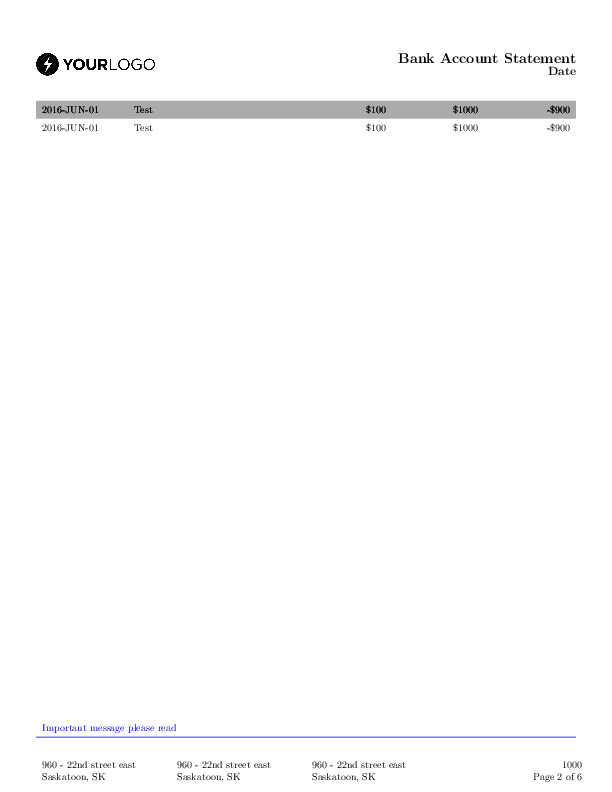 YOURLOGO
Bank Account Statement
Date
2016-JUN-01 Test $100 $1000 -$900
2016-JUN-01 Test $100 $1000 -$900
Important message please read
960 - 22nd street east 960 - 22nd street east 960 - 22nd street east 1000
Saskatoon, SK Saskatoon, SK Saskatoon, SK Page 2 of 6